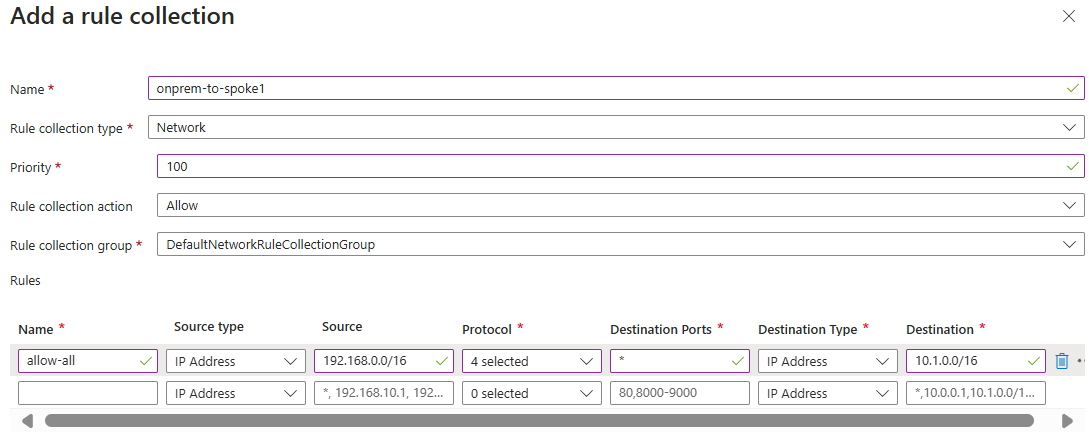 Add a rule collection
Name * onprem-to-spoke1
Rule collection type * Network
Priority * 100
Rule collection action Allow
Rule collection group * DefaultNetworkRuleCollectionGroup
Rules
Name * Source type Source Protocol * Destination Ports * Destination Type * Destination *
allow-all IP Address 192.168.0.0/16 4 selected * IP Address 10.1.0.0/16
IP Address *, 192.168.10.1, 192... 0 selected 80,8000-9000 IP Address *,10.0.0.1,10.1.0.0/1...